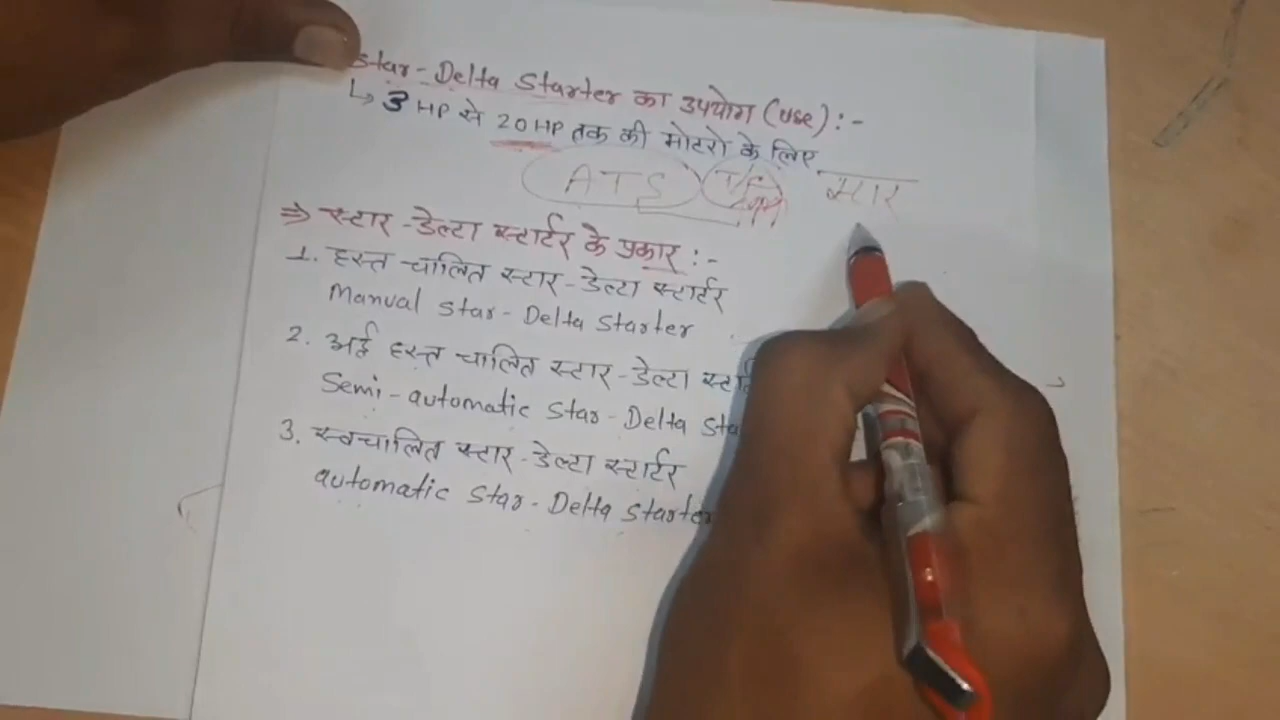 Star-Delta Starter का उपयोग (use) :-
↳ 3 HP से 20 HP तक की मोटरो के लिए
ATS स्टार
⇒ स्टार-डेल्टा स्टार्टर के प्रकार :-
1. हस्त चालित स्टार-डेल्टा स्टार्टर
Manual Star-Delta Starter
2. अर्द्ध हस्त चालित स्टार-डेल्टा
Semi-automatic Star-Delta Sta
3. स्वचालित स्टार-डेल्टा स्टार्टर
automatic Star-Delta Starter